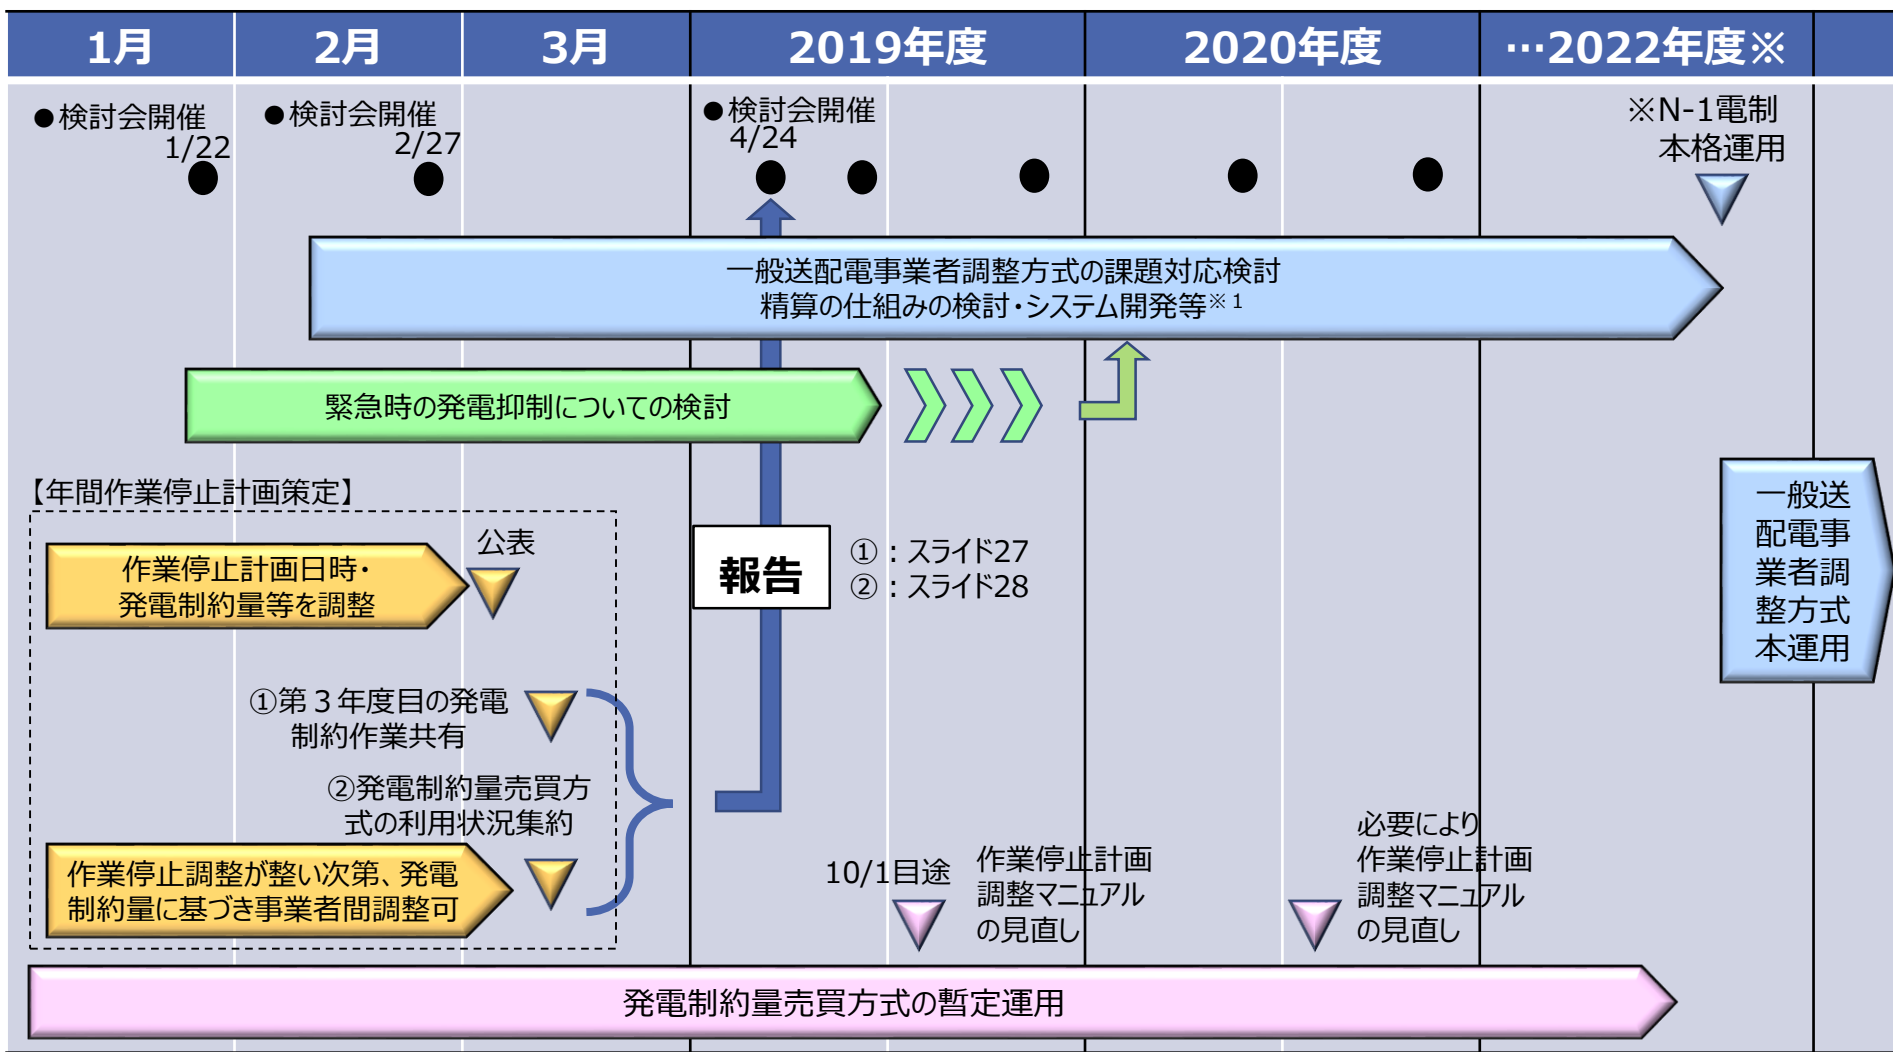 1月
2月
3月
2019年度
2020年度
…2022年度※
●検討会開催
1/22
●検討会開催
2/27
●検討会開催
4/24
※N-1電制
本格運用
一般送配電事業者調整方式の課題対応検討
精算の仕組みの検討・システム開発等※1
緊急時の発電抑制についての検討
【年間作業停止計画策定】
作業停止計画日時・
発電制約量等を調整
公表
報告
①：スライド27
②：スライド28
一般送
配電事
業者調
整方式
本運用
①第３年度目の発電
制約作業共有
②発電制約量売買方
式の利用状況集約
作業停止調整が整い次第、発電
制約量に基づき事業者間調整可
10/1目途
作業停止計画
調整マニュアル
の見直し
必要により
作業停止計画
調整マニュアル
の見直し
発電制約量売買方式の暫定運用